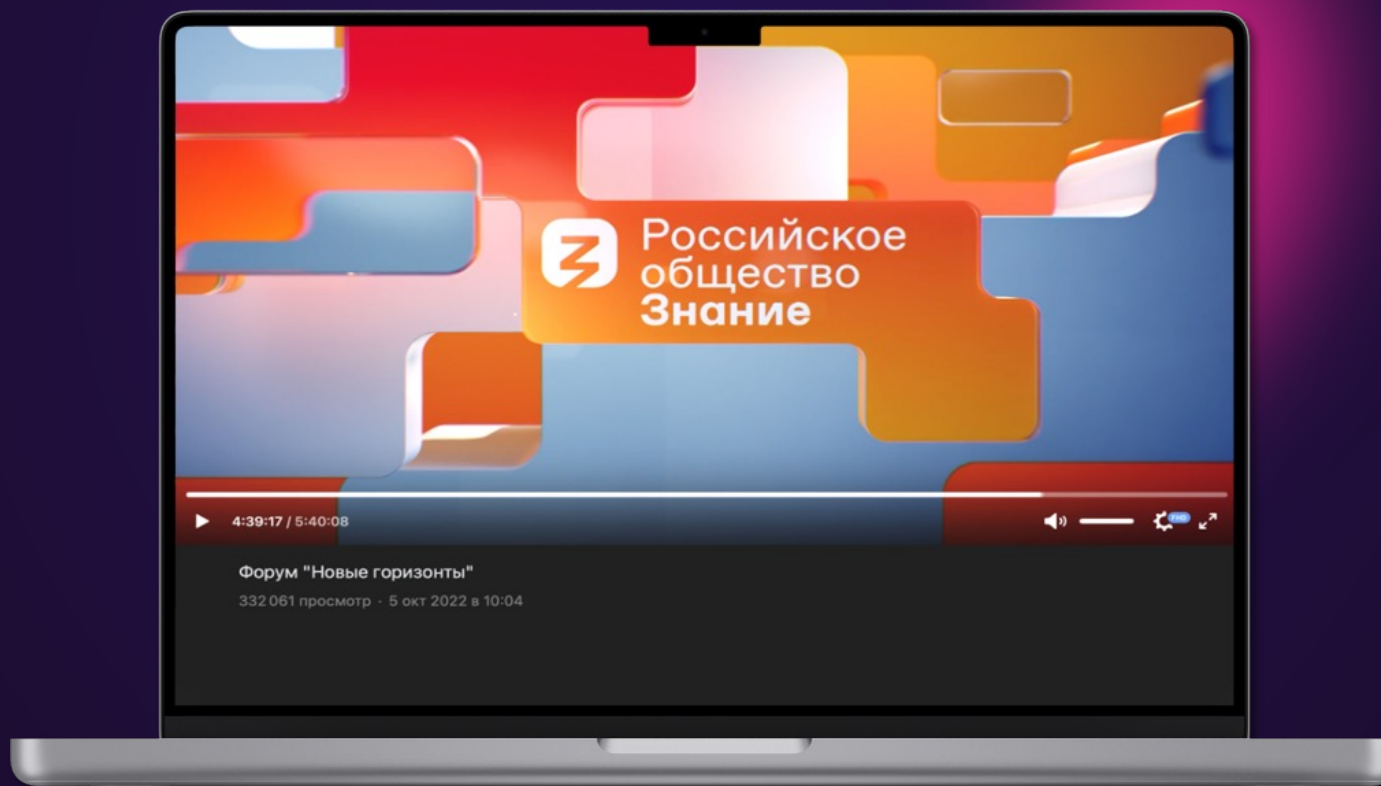 Российское
общество
Знание
4:39:17 / 5:40:08
FHD
Форум "Новые горизонты"
332 061 просмотр · 5 окт 2022 в 10:04